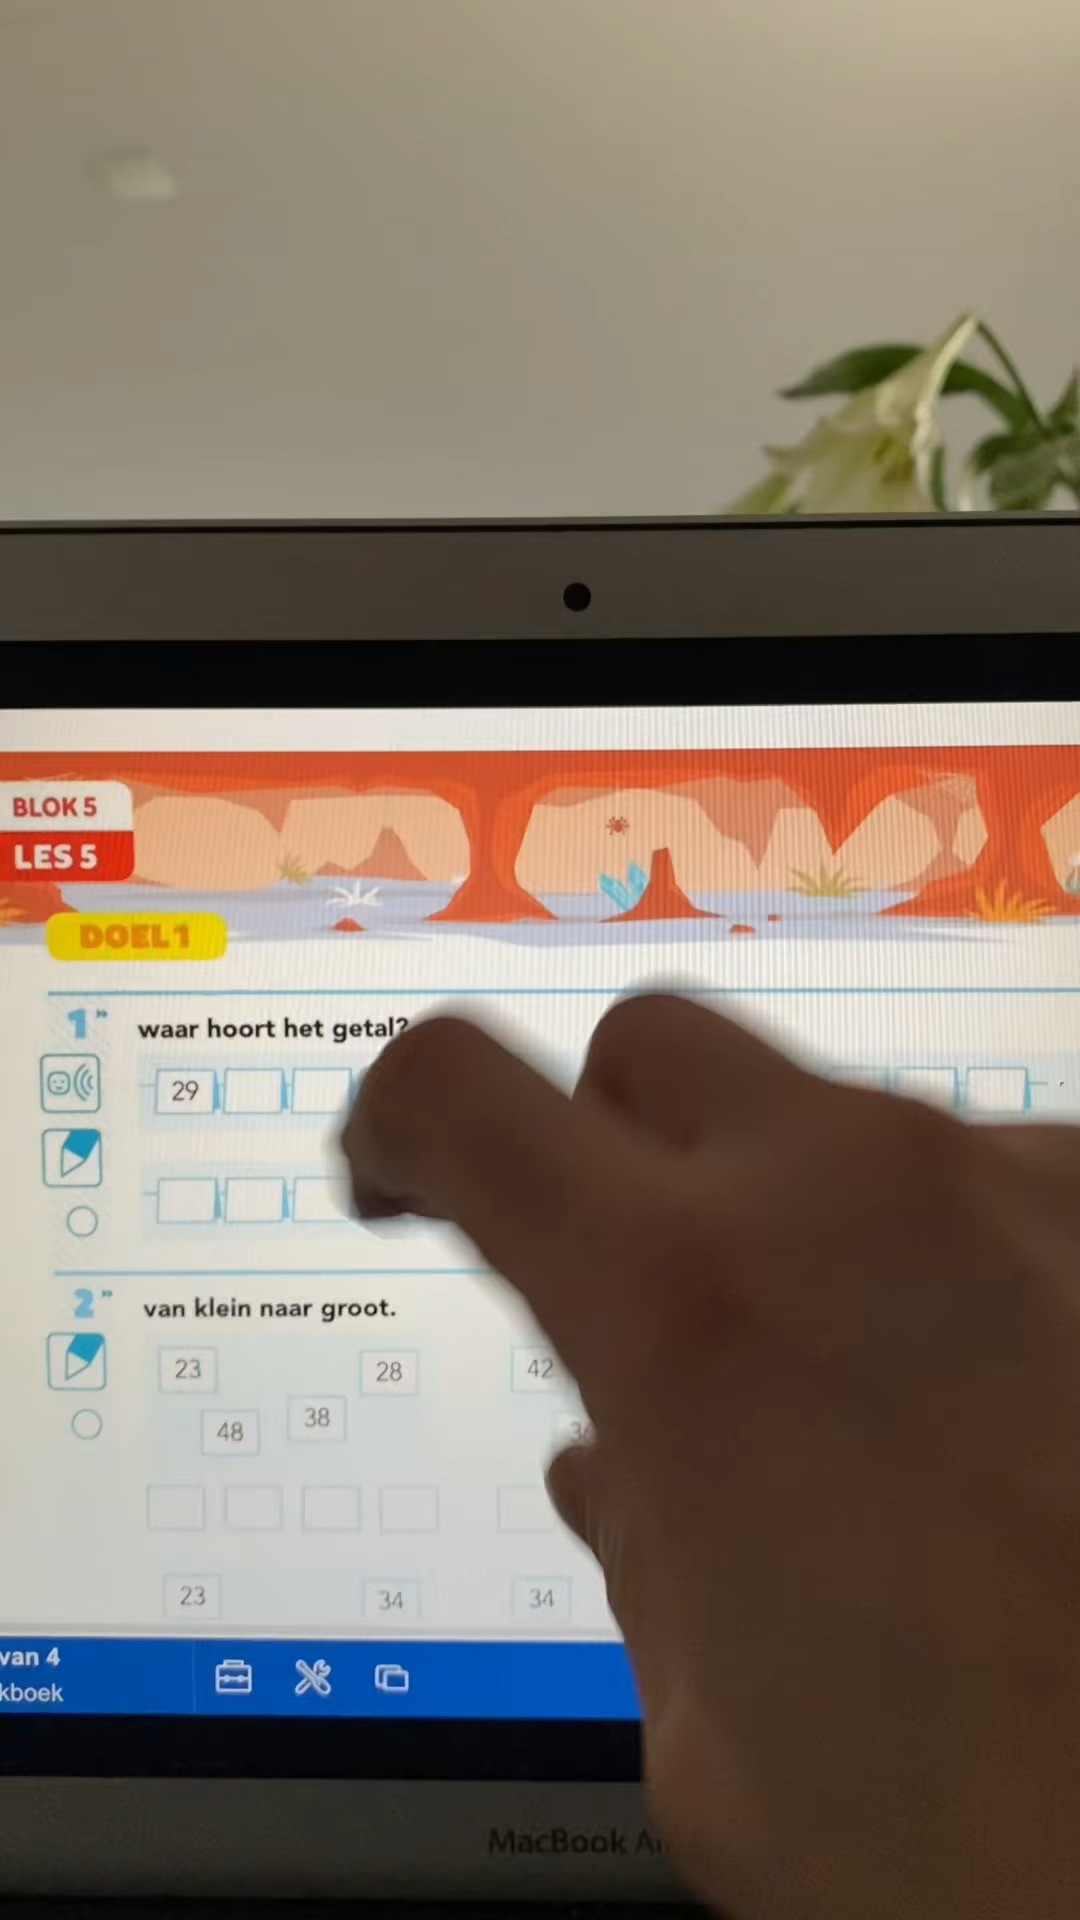 BLOK 5
LES 5
DOEL 1
1
waar hoort het getal?
29
2
van klein naar groot.
23
28
42
48
38
23
34
34
van 4
kboek
MacBook